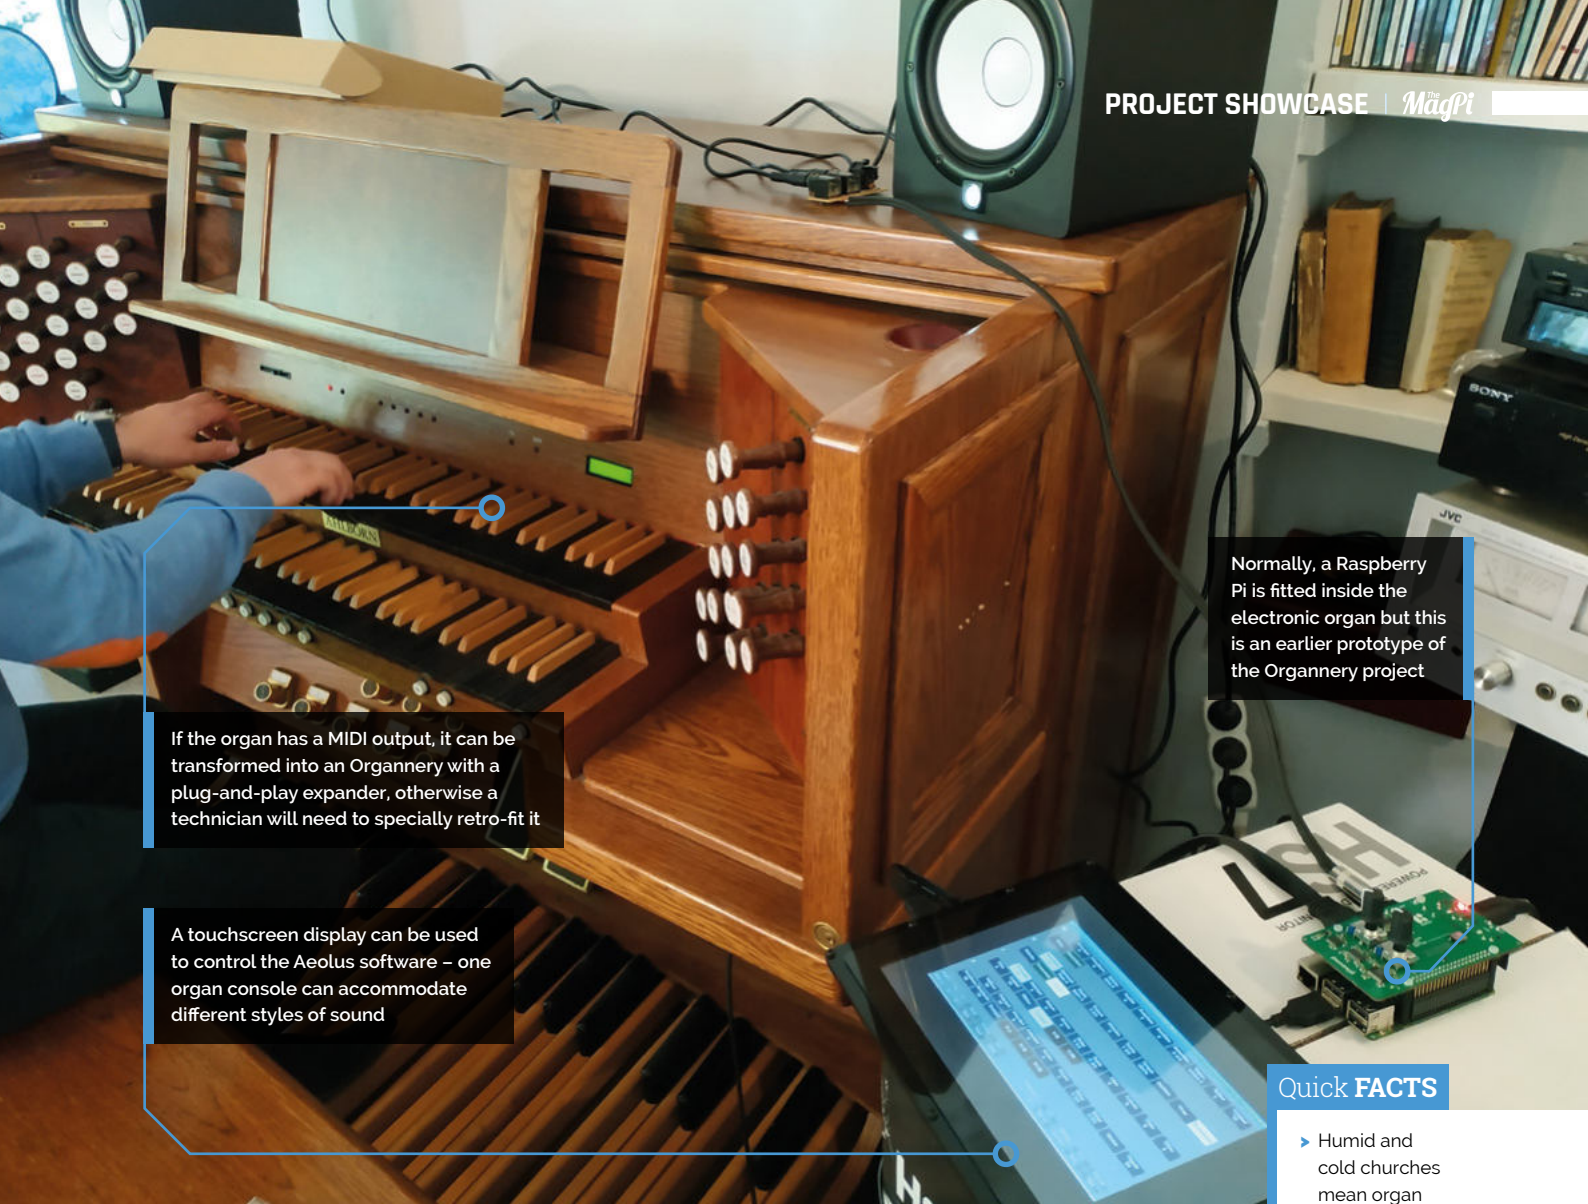 PROJECT SHOWCASE
The MagPi
SONY
JVC
AHLBORN
Normally, a Raspberry
Pi is fitted inside the
electronic organ but this
is an earlier prototype of
the Organnery project
If the organ has a MIDI output, it can be
transformed into an Organnery with a
plug-and-play expander, otherwise a
technician will need to specially retro-fit it
A touchscreen display can be used
to control the Aeolus software – one
organ console can accommodate
different styles of sound
POWERED
Quick FACTS
> Humid and
cold churches
mean organ